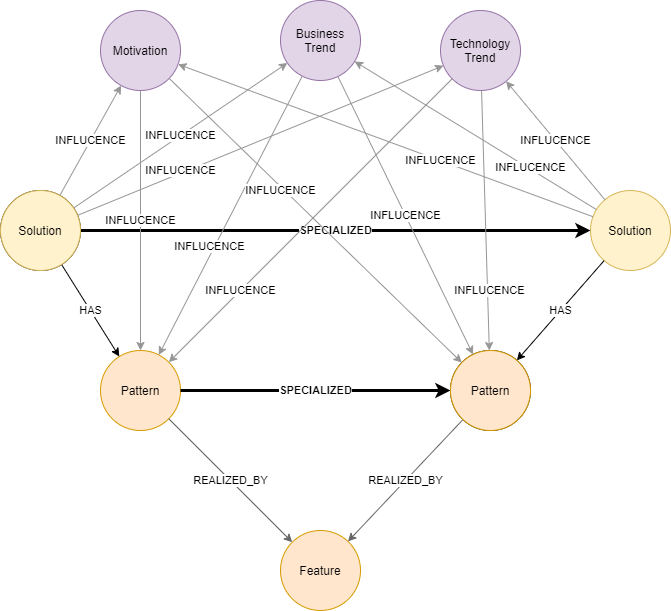 Business
Trend
Motivation
Technology
Trend
INFLUCENCE
INFLUCENCE
INFLUCENCE
INFLUCENCE
INFLUCENCE
INFLUCENCE
INFLUCENCE
INFLUCENCE
INFLUCENCE
INFLUCENCE
Solution
SPECIALIZED
Solution
INFLUCENCE
INFLUCENCE
INFLUCENCE
HAS
HAS
Pattern
SPECIALIZED
Pattern
REALIZED_BY
REALIZED_BY
Feature